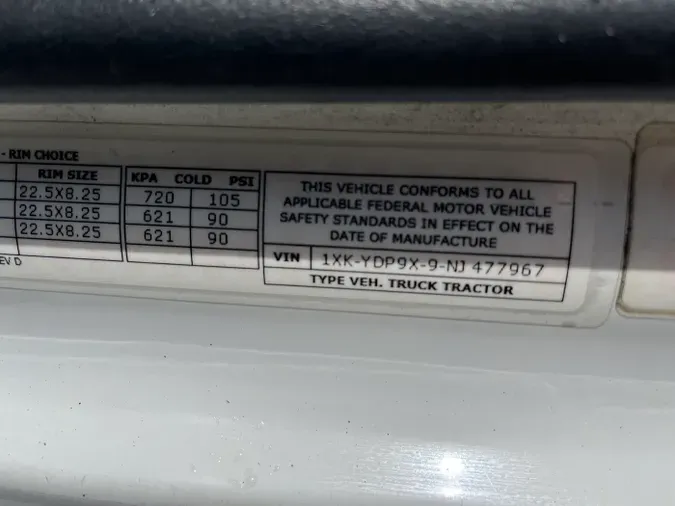 - RIM CHOICE
RIM SIZE
22.5X8.25
22.5X8.25
22.5X8.25
EV D
KPA COLD PSI
720 105
621 90
621 90
THIS VEHICLE CONFORMS TO ALL
APPLICABLE FEDERAL MOTOR VEHICLE
SAFETY STANDARDS IN EFFECT ON THE
DATE OF MANUFACTURE
VIN 1XK-YDP9X-9-NJ 477967
TYPE VEH. TRUCK TRACTOR